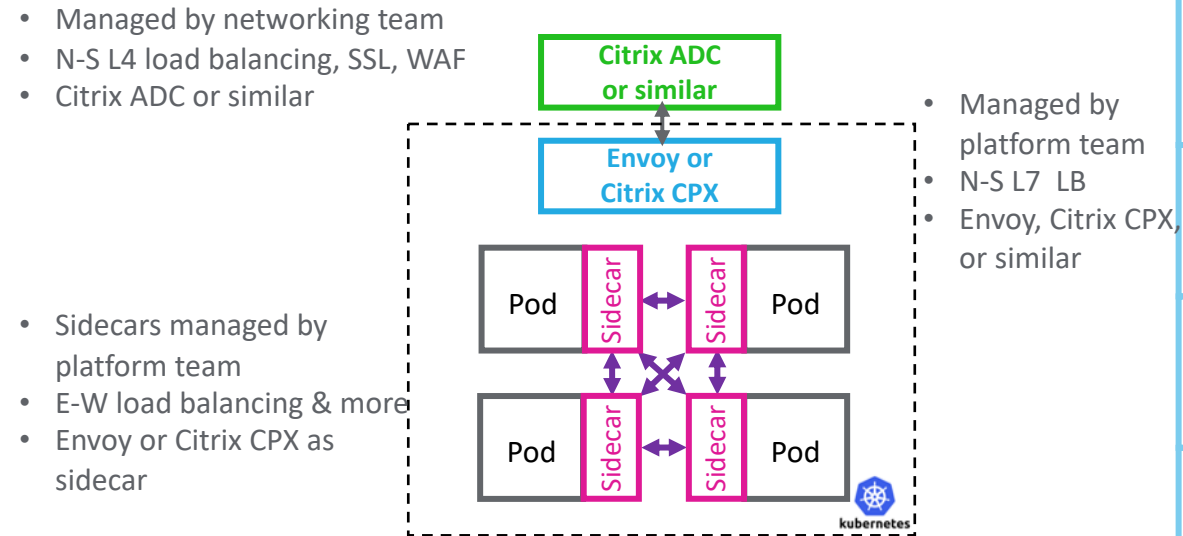 • Managed by networking team
• N-S L4 load balancing, SSL, WAF
• Citrix ADC or similar
Citrix ADC
or similar
Envoy or
Citrix CPX
• Managed by
platform team
• N-S L7 LB
• Envoy, Citrix CPX,
or similar
Pod
Sidecar
Sidecar
Pod
• Sidecars managed by
platform team
• E-W load balancing & more
• Envoy or Citrix CPX as
sidecar
Pod
Sidecar
Sidecar
Pod
kubernetes